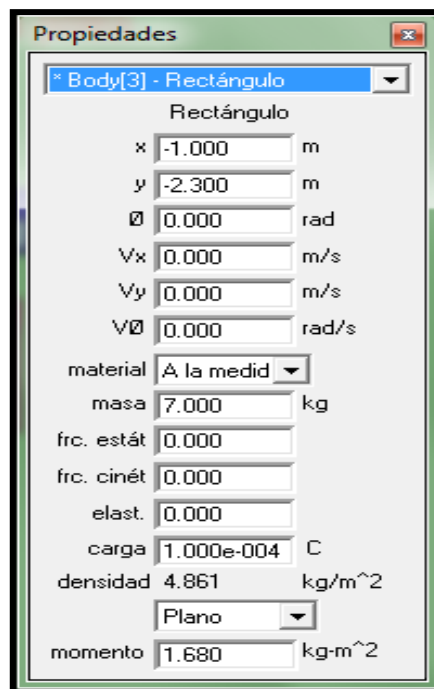 Propiedades
* Body[3] - Rectángulo
Rectángulo
x -1.000 m
y -2.300 m
Ø 0.000 rad
Vx 0.000 m/s
Vy 0.000 m/s
VØ 0.000 rad/s
material A la medid
masa 7.000 kg
frc. estát 0.000
frc. cinét 0.000
elast. 0.000
carga 1.000e-004 C
densidad 4.861 kg/m^2
Plano
momento 1.680 kg-m^2